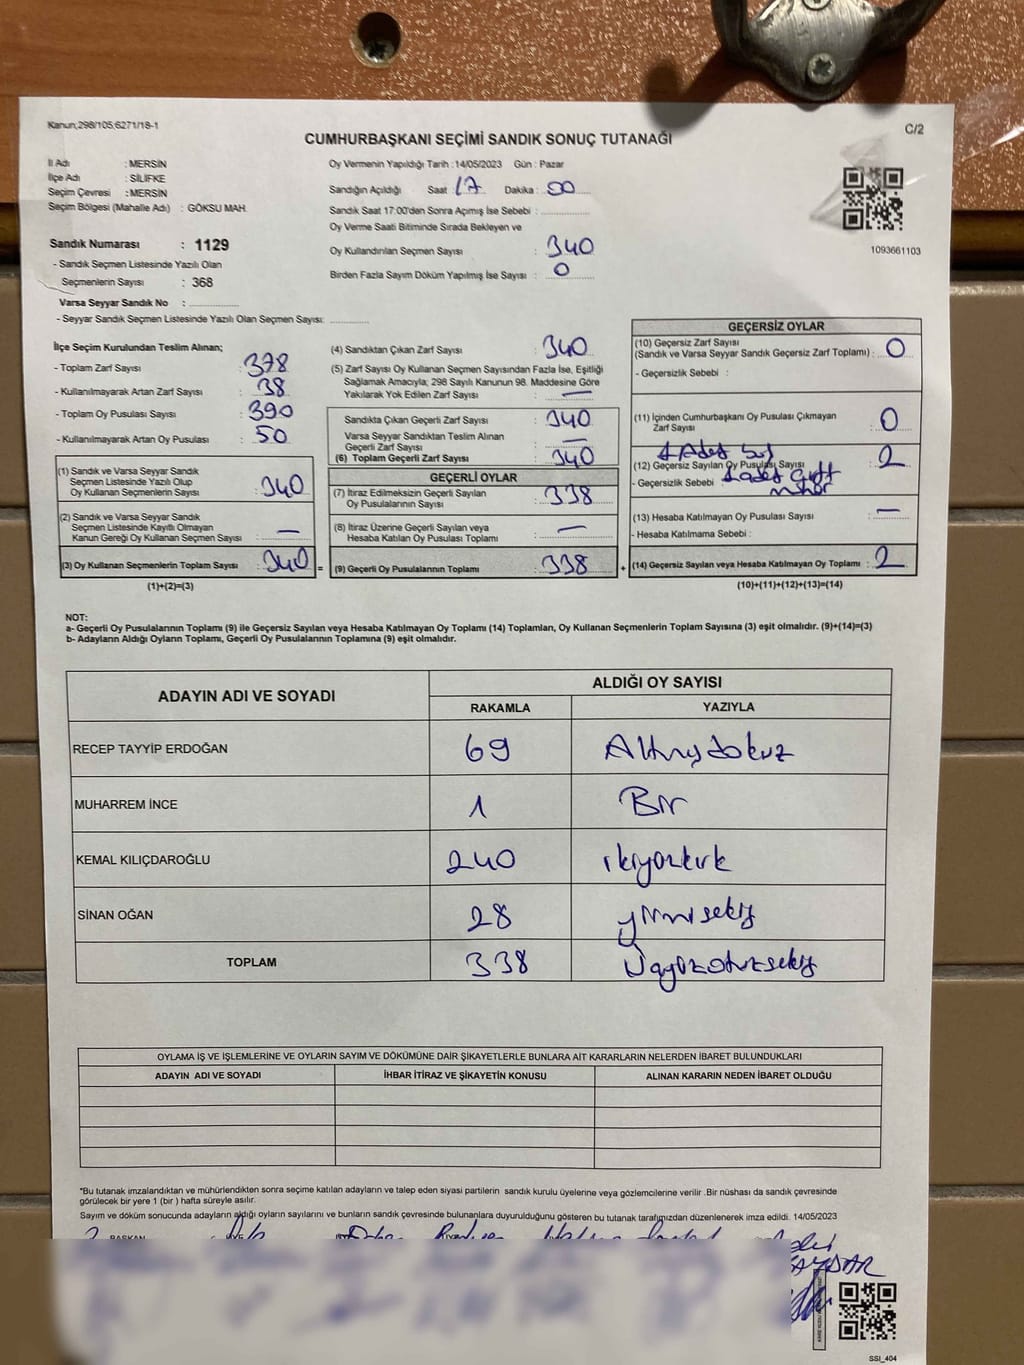 Kanun;298/105,6271/18-1
C/2
CUMHURBAŞKANI SEÇİMİ SANDIK SONUÇ TUTANAĞI
İl Adı : MERSİN
İlçe Adı : SİLİFKE
Seçim Çevresi : MERSİN
Seçim Bölgesi (Mahalle Adı) : GÖKSU MAH.
Sandık Numarası : 1129
- Sandık Seçmen Listesinde Yazılı Olan
Seçmenlerin Sayısı : 368
Varsa Seyyar Sandık No : ..............
- Seyyar Sandık Seçmen Listesinde Yazılı Olan Seçmen Sayısı: ..............
Oy Vermenin Yapıldığı Tarih : 14/05/2023 Gün : Pazar
Sandığın Açıldığı Saat : 17 Dakika : 00
Sandık Saat 17:00'den Sonra Açımış İse Sebebi : ..............
Oy Verme Saati Bitiminde Sırada Bekleyen ve
Oy Kullandırılan Seçmen Sayısı : 340
Birden Fazla Sayım Döküm Yapılmış İse Sayısı : 0
1093661103
İlçe Seçim Kurulundan Teslim Alınan;
- Toplam Zarf Sayısı : 378
- Kullanılmayarak Artan Zarf Sayısı : 38
- Toplam Oy Pusulası Sayısı : 390
- Kullanılmayarak Artan Oy Pusulası : 50
(1) Sandık ve Varsa Seyyar Sandık
Seçmen Listesinde Yazılı Olup
Oy Kullanan Seçmenlerin Sayısı : 340
(2) Sandık ve Varsa Seyyar Sandık
Seçmen Listesinde Kayıtlı Olmayan
Kanun Gereği Oy Kullanan Seçmen Sayısı : —
(3) Oy Kullanan Seçmenlerin Toplam Sayısı : 340
(1)+(2)=(3)
(4) Sandıktan Çıkan Zarf Sayısı : 340
(5) Zarf Sayısı Oy Kullanan Seçmen Sayısından Fazla İse, Eşitliği
Sağlamak Amacıyla; 298 Sayılı Kanunun 98. Maddesine Göre
Yakılarak Yok Edilen Zarf Sayısı : —
Sandıkta Çıkan Geçerli Zarf Sayısı : 340
Varsa Seyyar Sandıktan Teslim Alınan
Geçerli Zarf Sayısı : —
(6) Toplam Geçerli Zarf Sayısı : 340
GEÇERLİ OYLAR
(7) İtiraz Edilmeksizin Geçerli Sayılan
Oy Pusulalarının Sayısı : 338
(8) İtiraz Üzerine Geçerli Sayılan veya
Hesaba Katılan Oy Pusulası Toplamı : —
= (9) Geçerli Oy Pusulalarının Toplamı : 338 +
GEÇERSİZ OYLAR
(10) Geçersiz Zarf Sayısı
(Sandık ve Varsa Seyyar Sandık Geçersiz Zarf Toplamı) : 0
- Geçersizlik Sebebi :
(11) İçinden Cumhurbaşkanı Oy Pusulası Çıkmayan
Zarf Sayısı : 0
1 Adet boş
(12) Geçersiz Sayılan Oy Pusulası Sayısı : 2
- Geçersizlik Sebebi : 1 adet Çift
mühür
(13) Hesaba Katılmayan Oy Pusulası Sayısı : —
- Hesaba Katılmama Sebebi :
(14) Geçersiz Sayılan veya Hesaba Katılmayan Oy Toplamı : 2
(10)+(11)+(12)+(13)=(14)
NOT:
a- Geçerli Oy Pusulalarının Toplamı (9) ile Geçersiz Sayılan veya Hesaba Katılmayan Oy Toplamı (14) Toplamları, Oy Kullanan Seçmenlerin Toplam Sayısına (3) eşit olmalıdır. (9)+(14)=(3)
b- Adayların Aldığı Oyların Toplamı, Geçerli Oy Pusulalarının Toplamına (9) eşit olmalıdır.
ADAYIN ADI VE SOYADI ALDIĞI OY SAYISI
RAKAMLA YAZIYLA
RECEP TAYYİP ERDOĞAN 69 Altmışdokuz
MUHARREM İNCE 1 Bir
KEMAL KILIÇDAROĞLU 240 ikiyüzkırk
SİNAN OĞAN 28 yirmisekiz
TOPLAM 338 Üçyüzotuzsekiz
OYLAMA İŞ VE İŞLEMLERİNE VE OYLARIN SAYIM VE DÖKÜMÜNE DAİR ŞİKAYETLERLE BUNLARA AİT KARARLARIN NELERDEN İBARET BULUNDUKLARI
ADAYIN ADI VE SOYADI İHBAR İTİRAZ VE ŞİKAYETİN KONUSU ALINAN KARARIN NEDEN İBARET OLDUĞU
*Bu tutanak imzalandıktan ve mühürlendikten sonra seçime katılan adayların ve talep eden siyasi partilerin sandık kurulu üyelerine veya gözlemcilerine verilir .Bir nüshası da sandık çevresinde
görülecek bir yere 1 (bir ) hafta süreyle asılır.
Sayım ve döküm sonucunda adayların aldığı oyların sayılarını ve bunların sandık çevresinde bulunanlara duyurulduğunu gösteren bu tutanak tarafımızdan düzenlenerek imza edildi. 14/05/2023
BAŞKAN
SSİ_404